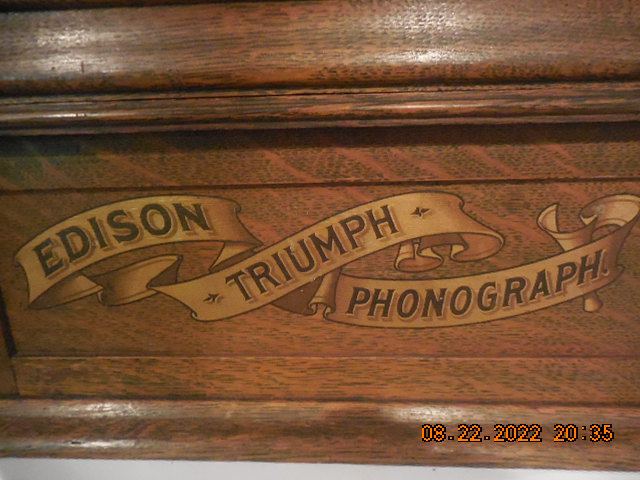 EDISON
TRIUMPH
PHONOGRAPH.
08.22.2022 20:35